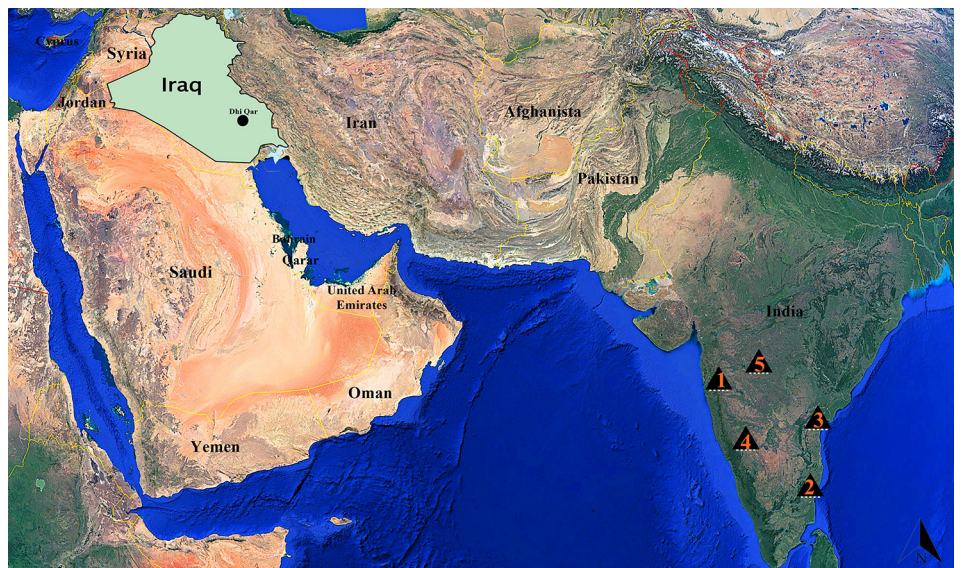 Cyprus
Syria
Iraq
Jordan
Dhi Qar
Iran
Afghanista
Pakistan
Bahrain
Qarar
Saudi
United Arab
Emirates
India
Oman
Yemen
5
1
3
4
2
N